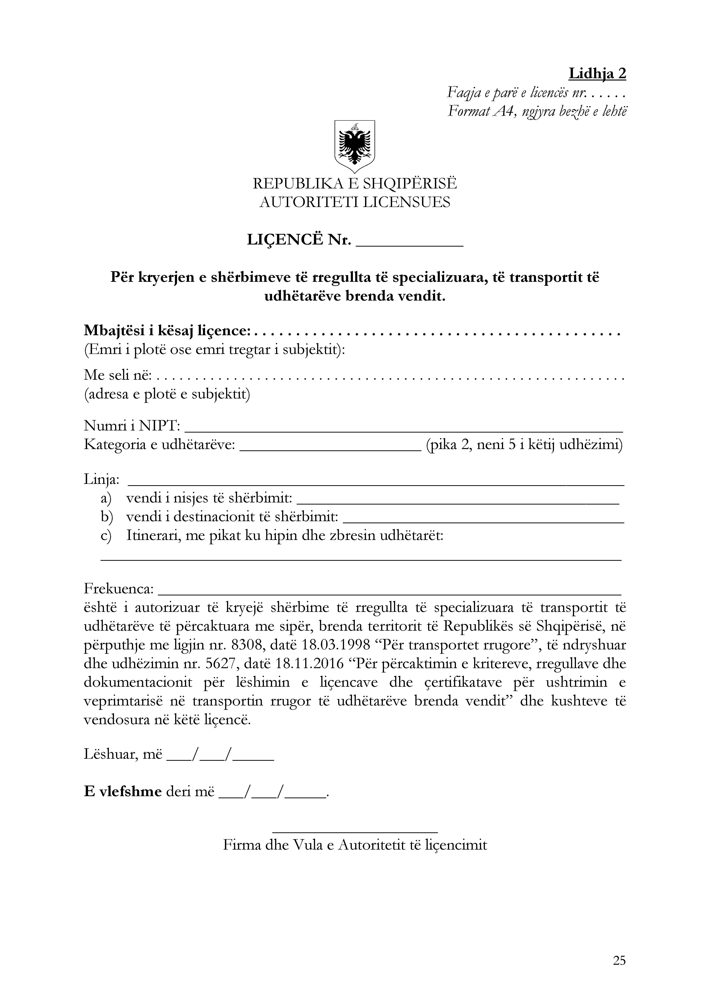 Lidhja 2
Faqja e parë e licencës nr. . . . . .
Format A4, ngjyra bezhë e lehtë
REPUBLIKA E SHQIPËRISË
AUTORITETI LICENSUES
LIÇENCË Nr. _____________
Për kryerjen e shërbimeve të rregullta të specializuara, të transportit të
udhëtarëve brenda vendit.
Mbajtësi i kësaj liçence: . . . . . . . . . . . . . . . . . . . . . . . . . . . . . . . . . . . . . . . . . . . .
(Emri i plotë ose emri tregtar i subjektit):
Me seli në: . . . . . . . . . . . . . . . . . . . . . . . . . . . . . . . . . . . . . . . . . . . . . . . . . . . . . . . . .
(adresa e plotë e subjektit)
Numri i NIPT: _____________________________________________________
Kategoria e udhëtarëve: ______________________ (pika 2, neni 5 i këtij udhëzimi)
Linja: ____________________________________________________________
a) vendi i nisjes të shërbimit: _______________________________________
b) vendi i destinacionit të shërbimit: __________________________________
c) Itinerari, me pikat ku hipin dhe zbresin udhëtarët:
_______________________________________________________________
Frekuenca: ________________________________________________________
është i autorizuar të kryejë shërbime të rregullta të specializuara të transportit të
udhëtarëve të përcaktuara me sipër, brenda territorit të Republikës së Shqipërisë, në
përputhje me ligjin nr. 8308, datë 18.03.1998 “Për transportet rrugore”, të ndryshuar
dhe udhëzimin nr. 5627, datë 18.11.2016 “Për përcaktimin e kritereve, rregullave dhe
dokumentacionit për lëshimin e liçencave dhe çertifikatave për ushtrimin e
veprimtarisë në transportin rrugor të udhëtarëve brenda vendit” dhe kushteve të
vendosura në këtë liçencë.
Lëshuar, më ___/___/_____
E vlefshme deri më ___/___/_____.
____________________
Firma dhe Vula e Autoritetit të liçencimit
25